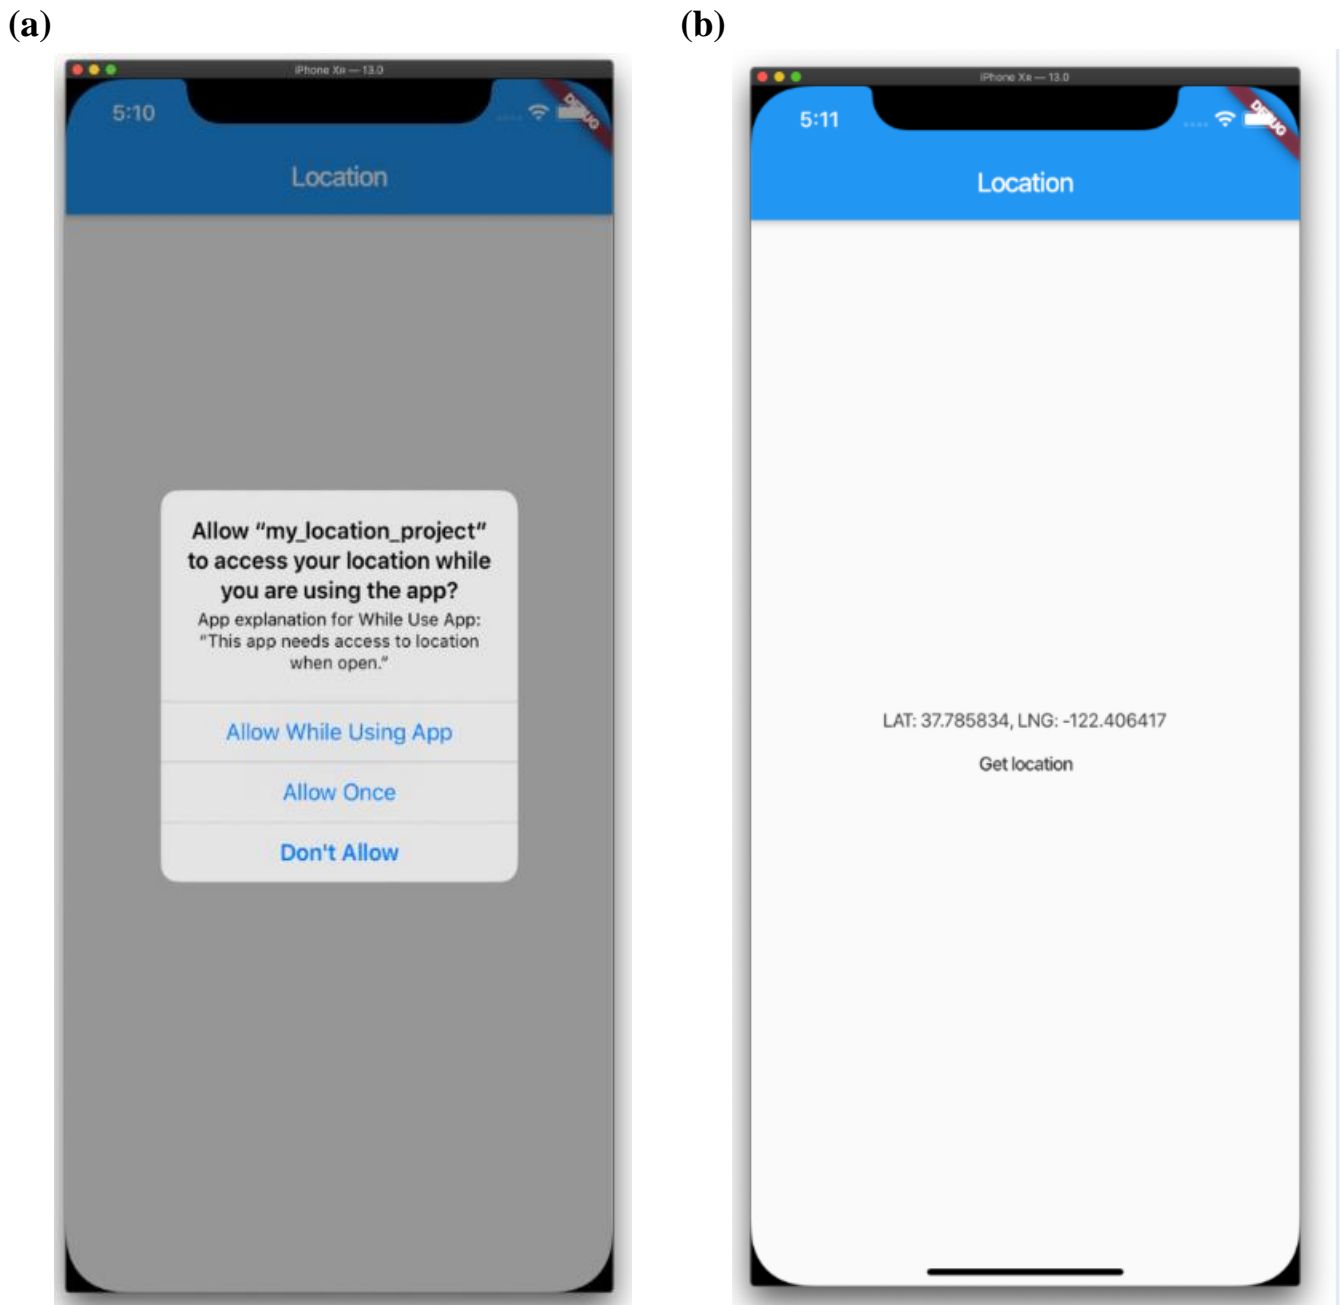 (a)
iPhone XR — 13.0
5:10
DEBUG
Location
Allow “my_location_project”
to access your location while
you are using the app?
App explanation for While Use App:
“This app needs access to location
when open.”
Allow While Using App
Allow Once
Don't Allow
(b)
iPhone XR — 13.0
5:11
DEBUG
Location
LAT: 37.785834, LNG: -122.406417
Get location